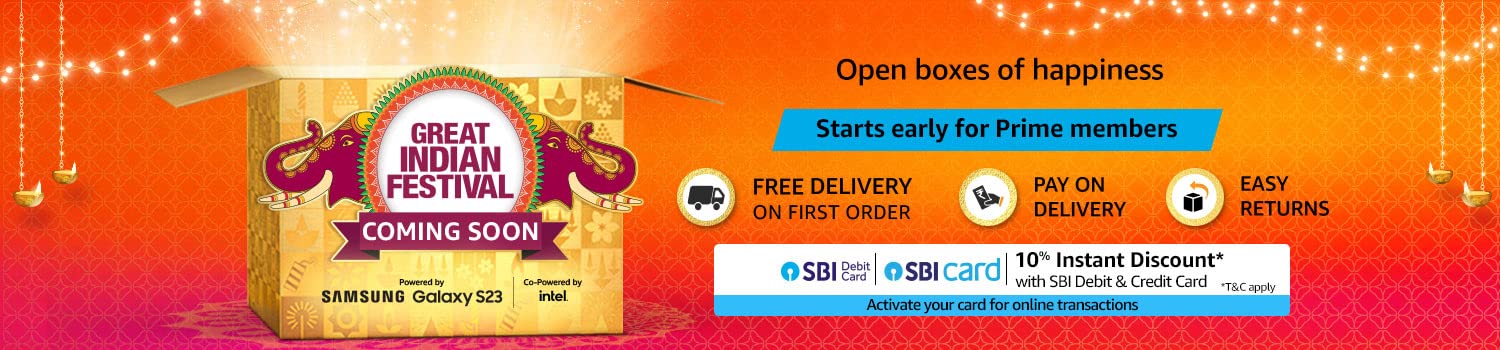 GREAT
INDIAN
FESTIVAL
COMING SOON
Powered by
SAMSUNG Galaxy S23
Co-Powered by
intel.
Open boxes of happiness
Starts early for Prime members
FREE DELIVERY
ON FIRST ORDER
PAY ON
DELIVERY
EASY
RETURNS
SBI Debit
Card
SBI card
10% Instant Discount*
with SBI Debit & Credit Card
*T&C apply
Activate your card for online transactions